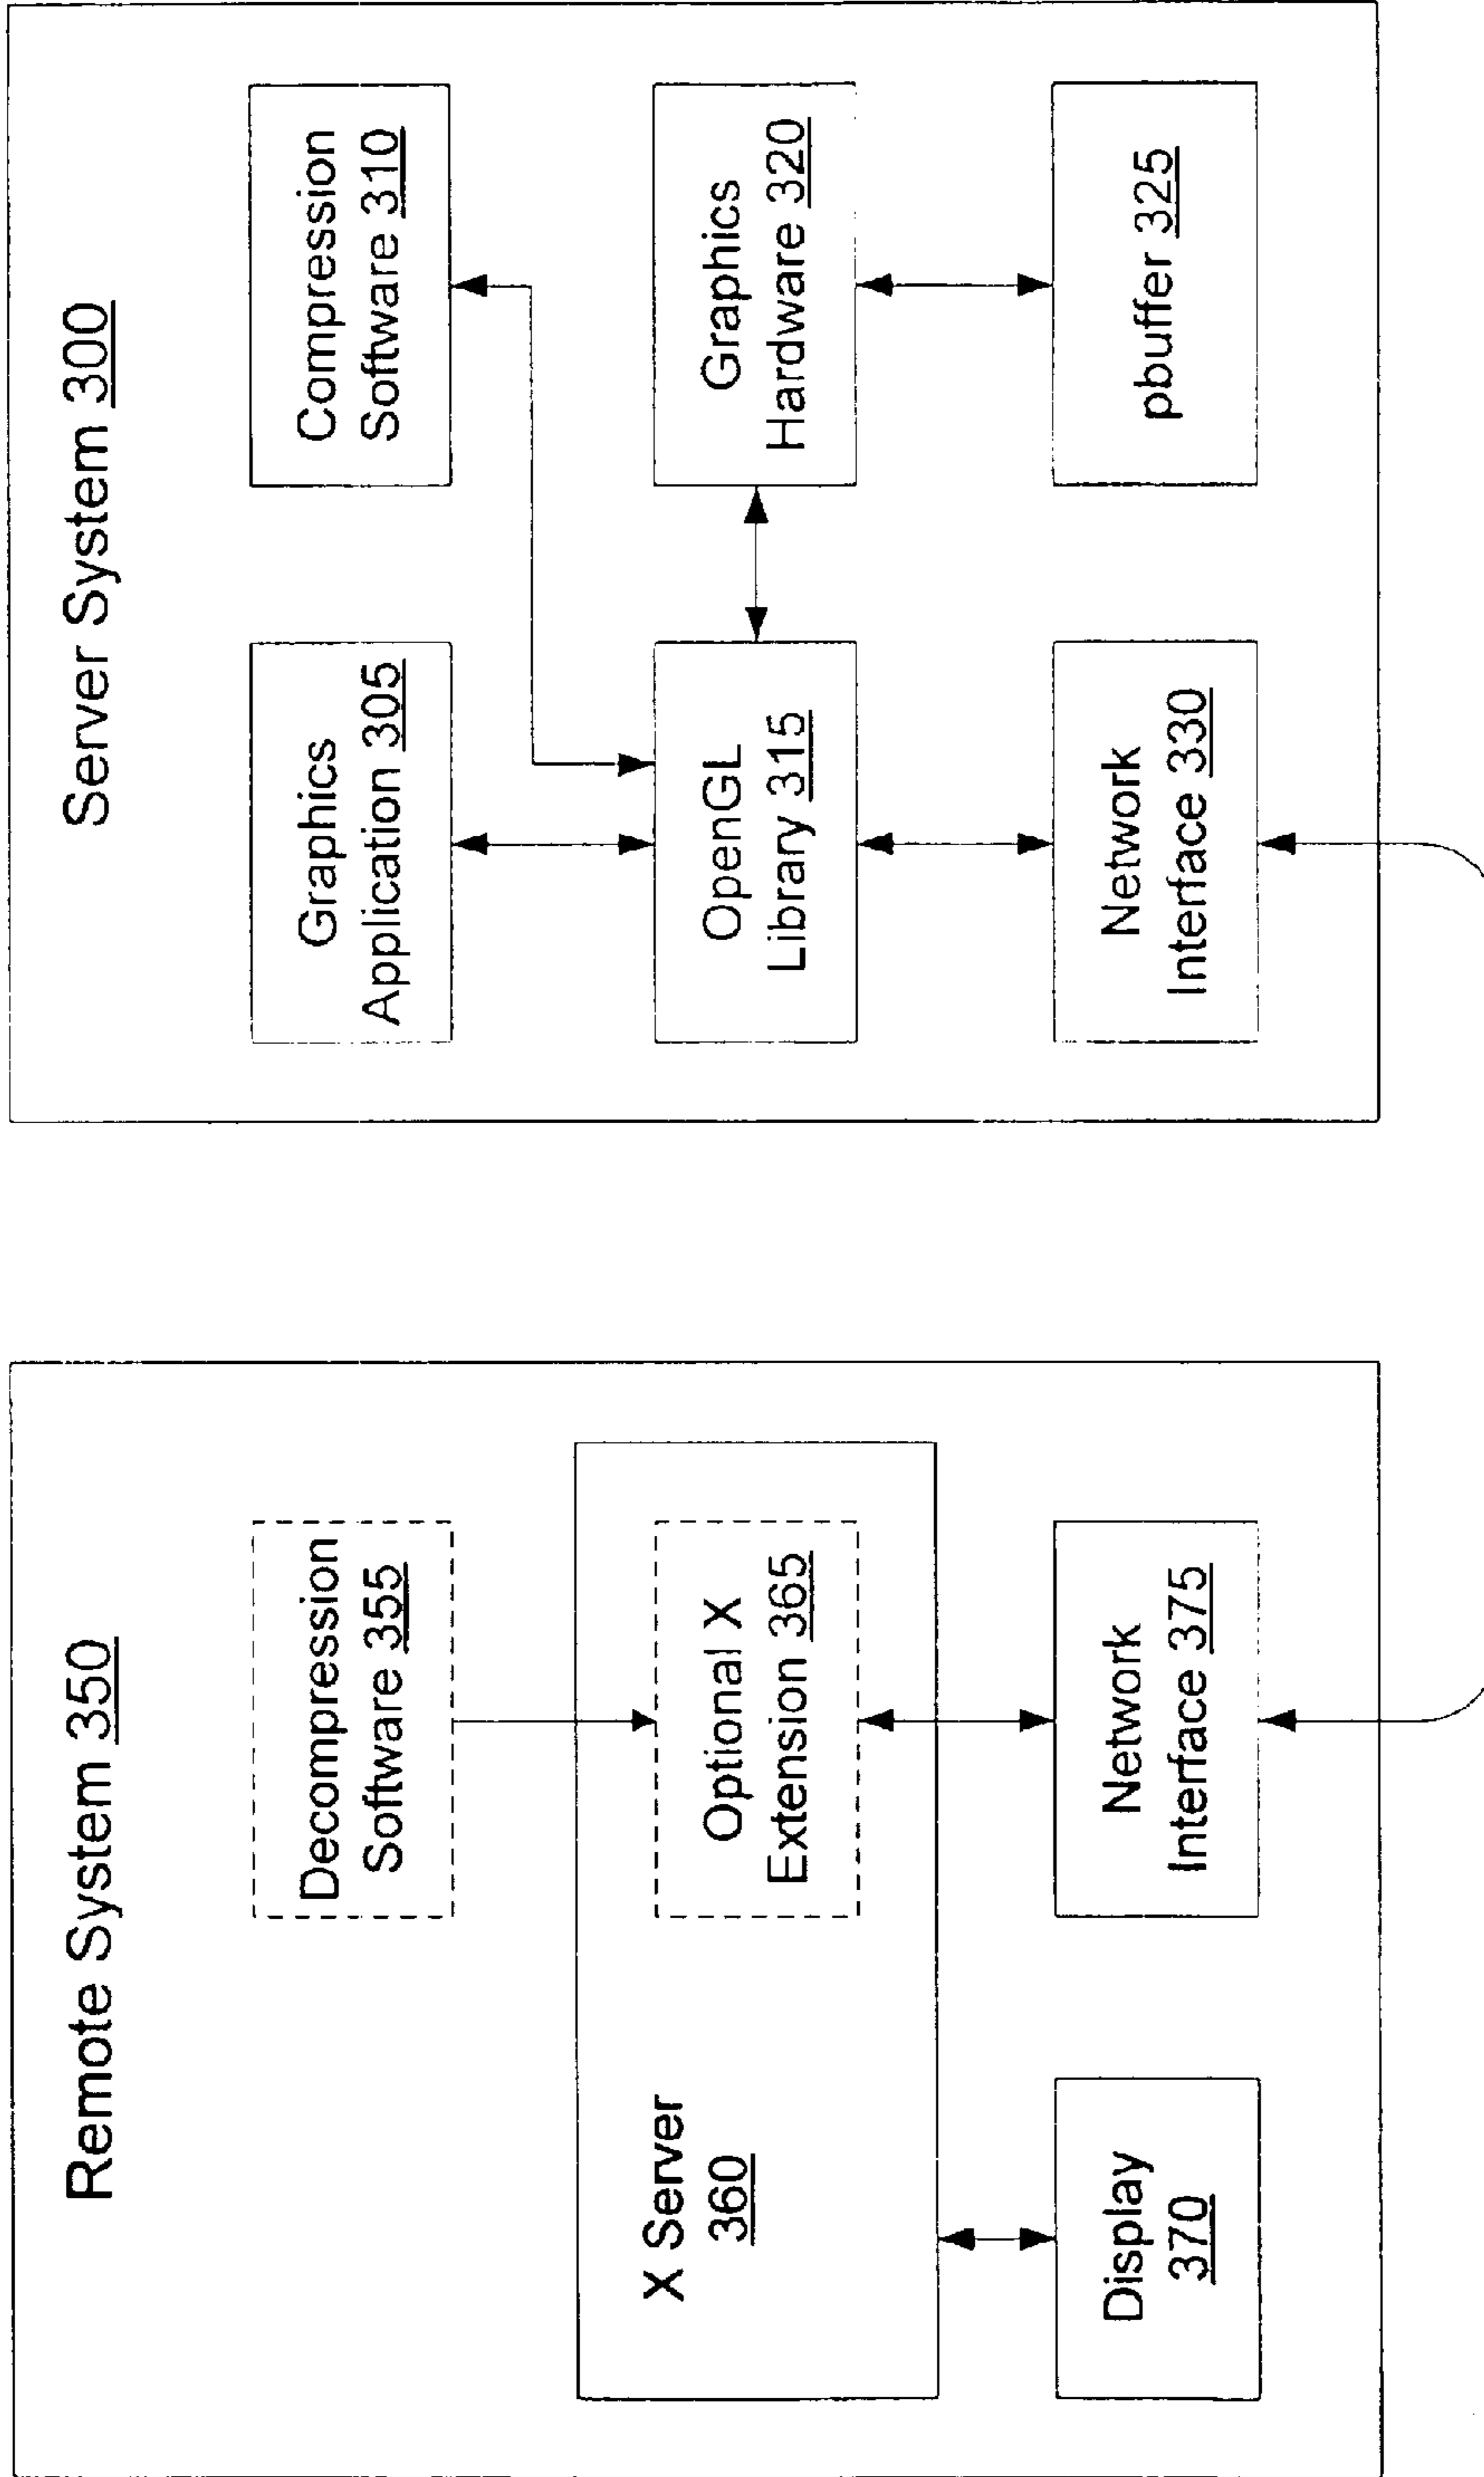 Remote System 350
Decompression
Software 355
X Server
360
Optional X
Extension 365
Display
370
Network
Interface 375
Server System 300
Graphics
Application 305
Compression
Software 310
OpenGL
Library 315
Graphics
Hardware 320
Network
Interface 330
pbuffer 325